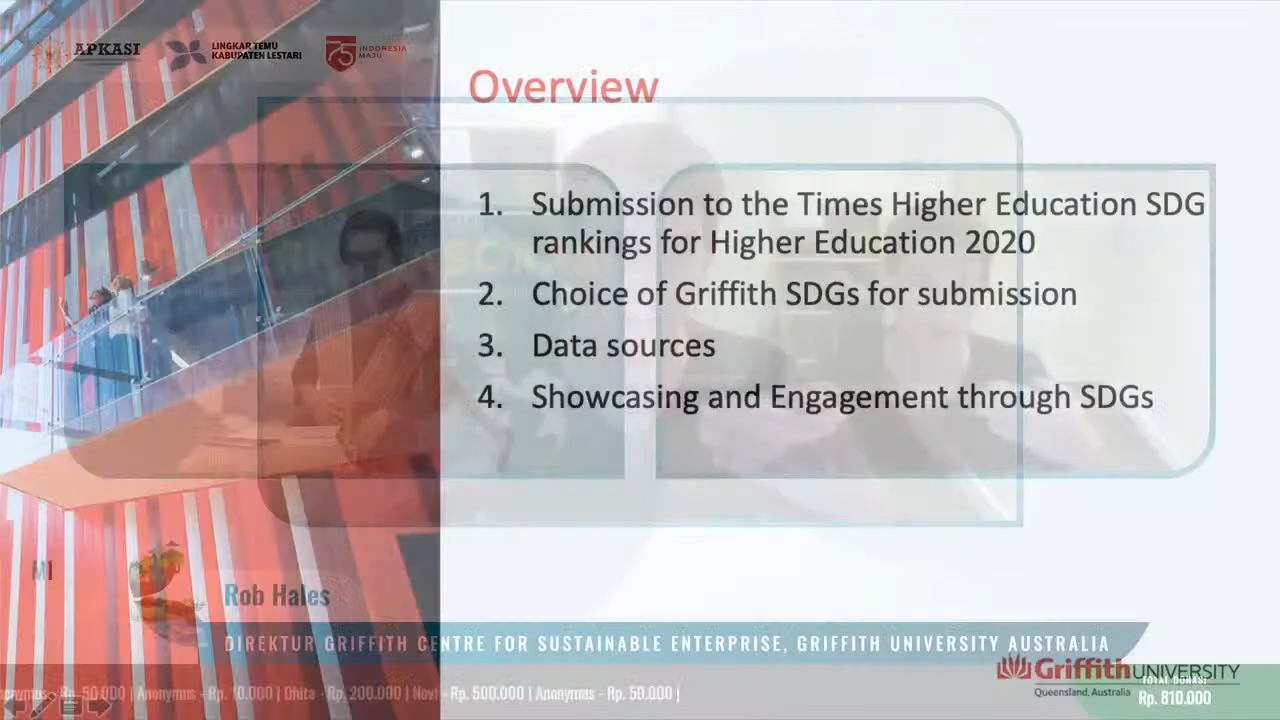 APKASI
LINGKAR TEMU
KABUPATEN LESTARI
75
INDONESIA
MAJU
Overview
1. Submission to the Times Higher Education SDG
rankings for Higher Education 2020
2. Choice of Griffith SDGs for submission
3. Data sources
4. Showcasing and Engagement through SDGs
Rob Hales
DIREKTUR GRIFFITH CENTRE FOR SUSTAINABLE ENTERPRISE, GRIFFITH UNIVERSITY AUSTRALIA
Griffith UNIVERSITY
Queensland, Australia
- Rp. 50.000 | Anonymus - Rp. 10.000 | Dhita - Rp. 200.000 | Novi - Rp. 500.000 | Anonymus - Rp. 50.000 |
TOTAL DONASI
Rp. 810.000